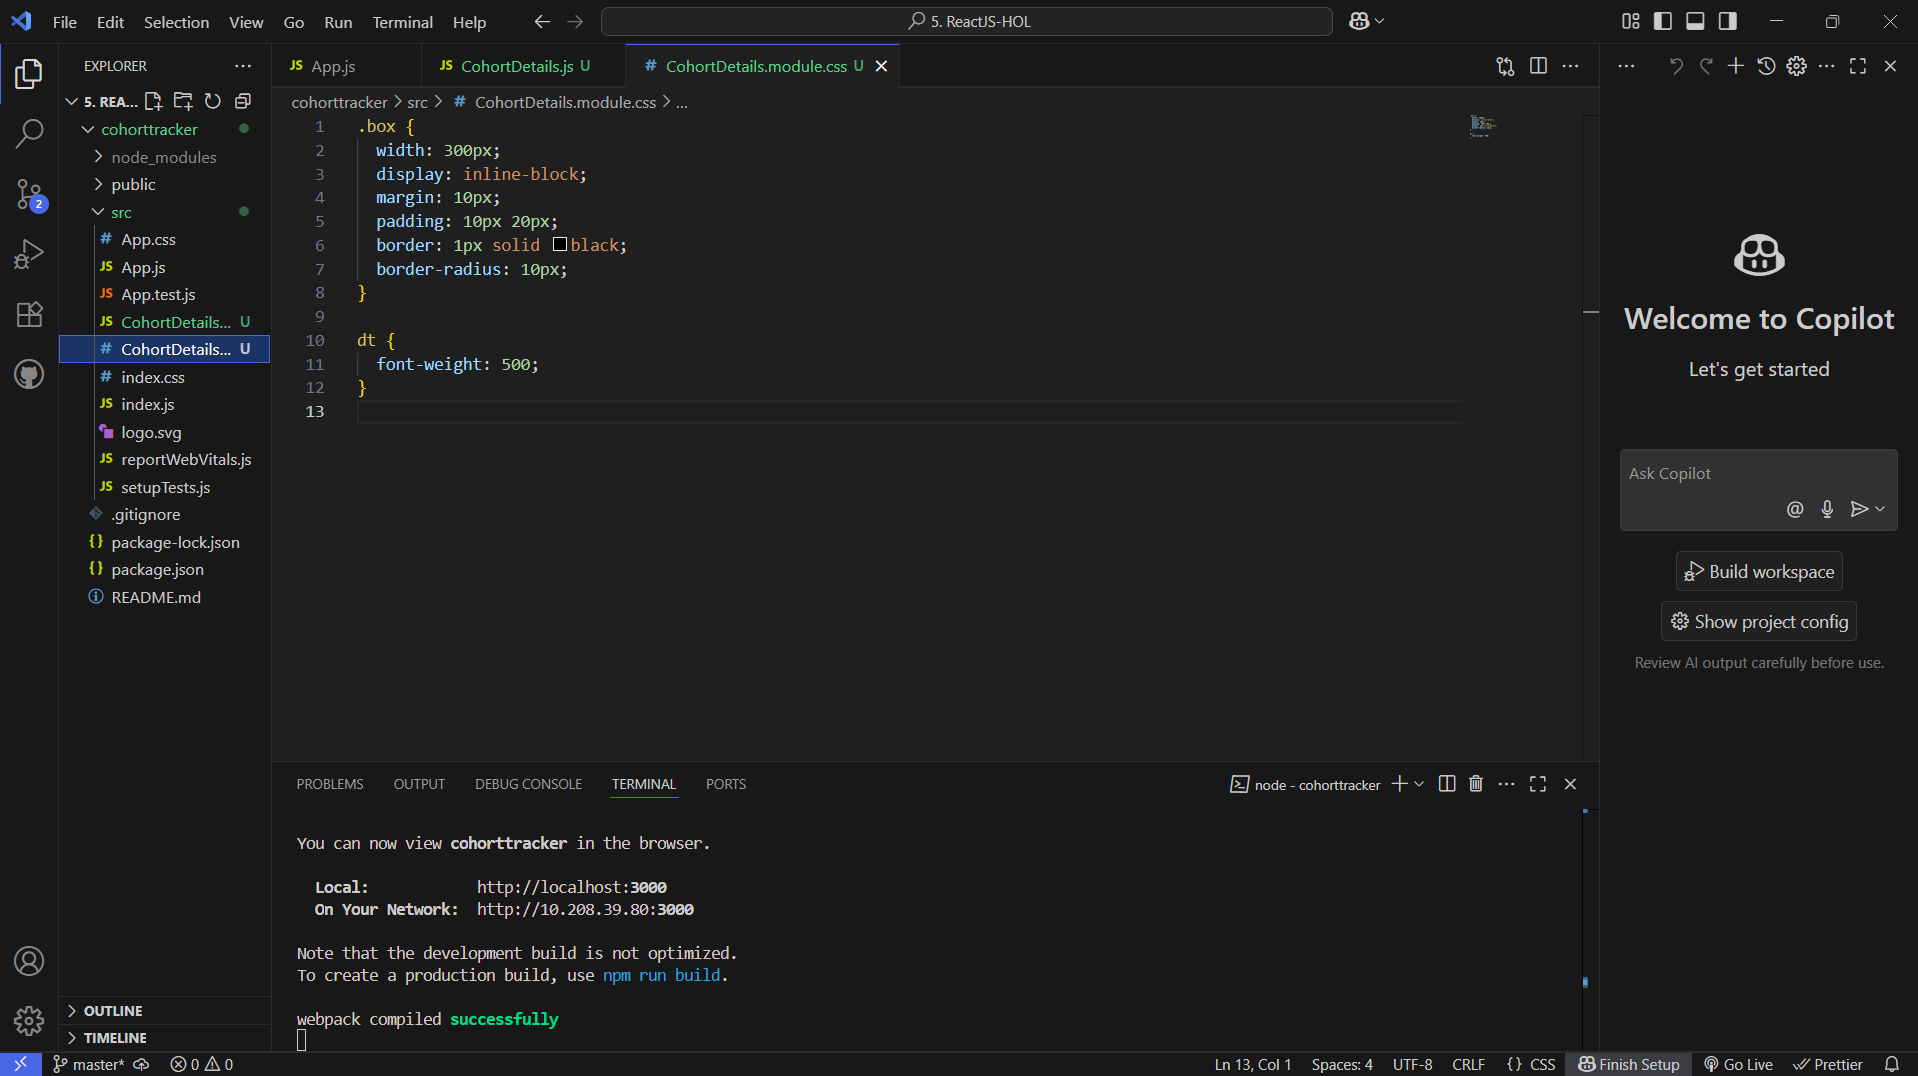 File Edit Selection View Go Run Terminal Help
5. ReactJS-HOL
EXPLORER
5. REA...
cohorttracker
node_modules
public
src
App.css
App.js
App.test.js
CohortDetails... U
CohortDetails... U
index.css
index.js
logo.svg
reportWebVitals.js
setupTests.js
.gitignore
package-lock.json
package.json
README.md
OUTLINE
TIMELINE
2
JS App.js
JS CohortDetails.js U
# CohortDetails.module.css U
cohorttracker > src > # CohortDetails.module.css > ...
1 .box {
2 width: 300px;
3 display: inline-block;
4 margin: 10px;
5 padding: 10px 20px;
6 border: 1px solid black;
7 border-radius: 10px;
8 }
9
10 dt {
11 font-weight: 500;
12 }
13
PROBLEMS OUTPUT DEBUG CONSOLE TERMINAL PORTS
node - cohorttracker
You can now view cohorttracker in the browser.
Local: http://localhost:3000
On Your Network: http://10.208.39.80:3000
Note that the development build is not optimized.
To create a production build, use npm run build.
webpack compiled successfully
Welcome to Copilot
Let's get started
Ask Copilot
Build workspace
Show project config
Review AI output carefully before use.
master* 0 0
Ln 13, Col 1 Spaces: 4 UTF-8 CRLF {} CSS Finish Setup Go Live Prettier